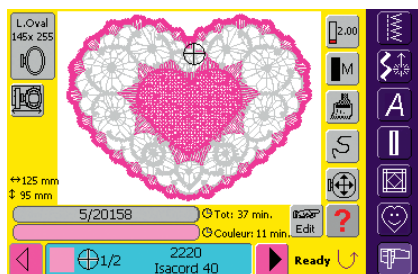 L.Oval
145x 255
2.00
M
A
↔125 mm
↕ 95 mm
5/20158
Tot: 37 min.
Couleur: 11 min.
Edit
?
1/2
2220
Isacord 40
Ready